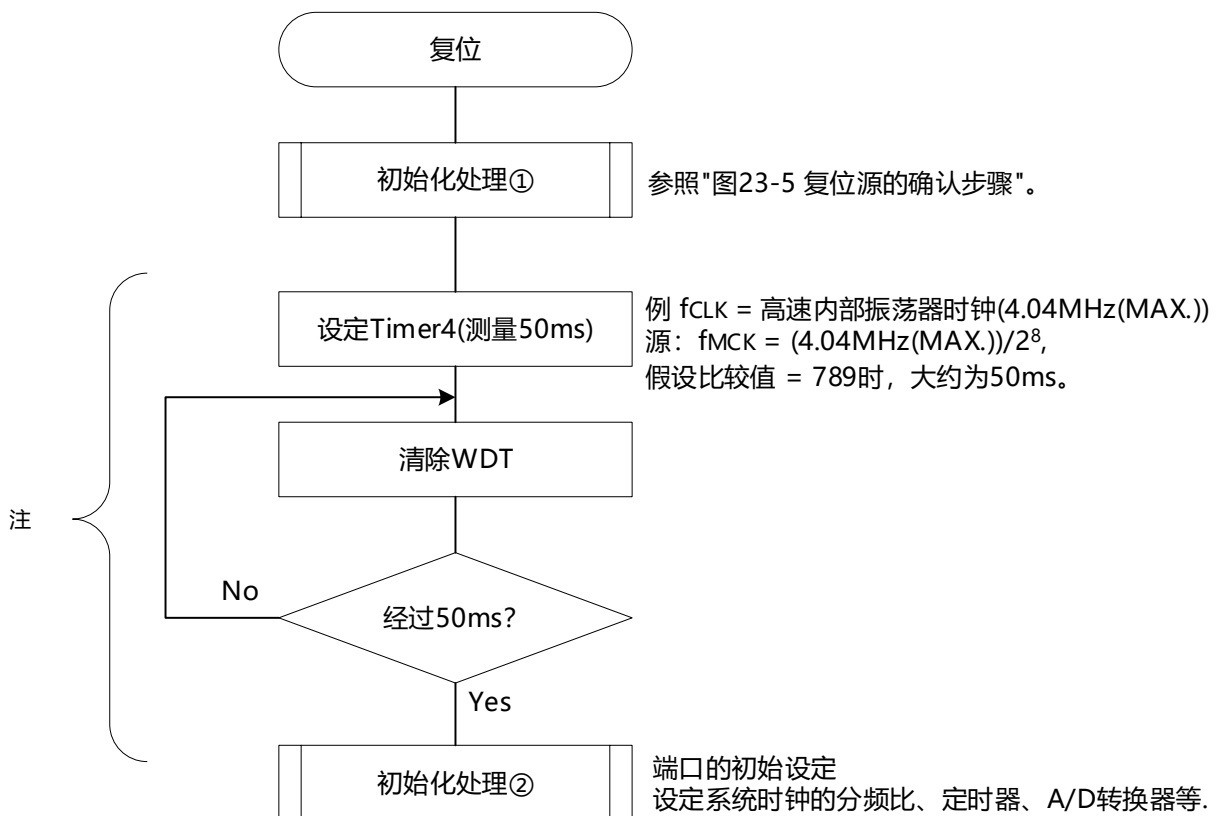 复位
初始化处理①
参照"图23-5 复位源的确认步骤"。
设定Timer4(测量50ms)
例 fCLK = 高速内部振荡器时钟(4.04MHz(MAX.))
源：fMCK = (4.04MHz(MAX.))/2⁸,
假设比较值 = 789时，大约为50ms。
清除WDT
注
No
经过50ms?
Yes
初始化处理②
端口的初始设定
设定系统时钟的分频比、定时器、A/D转换器等.